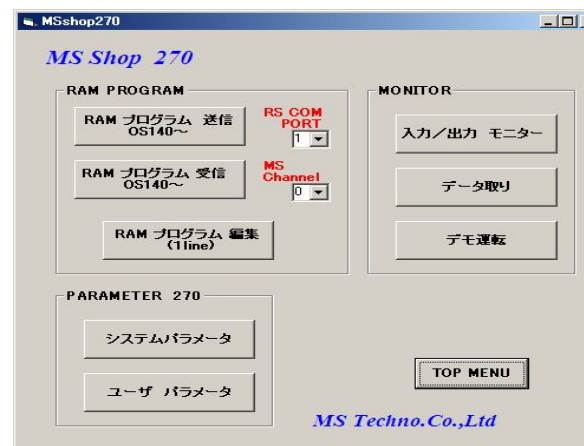 MSshop270
MS Shop 270
RAM PROGRAM
RAM プログラム 送信
OS140～
RS COM
PORT
1
RAM プログラム 受信
OS140～
MS
Channel
0
RAM プログラム 編集
(1line)
MONITOR
入力／出力 モニター
データ取り
デモ運転
PARAMETER 270
システムパラメータ
ユーザ パラメータ
TOP MENU
MS Techno.Co.,Ltd